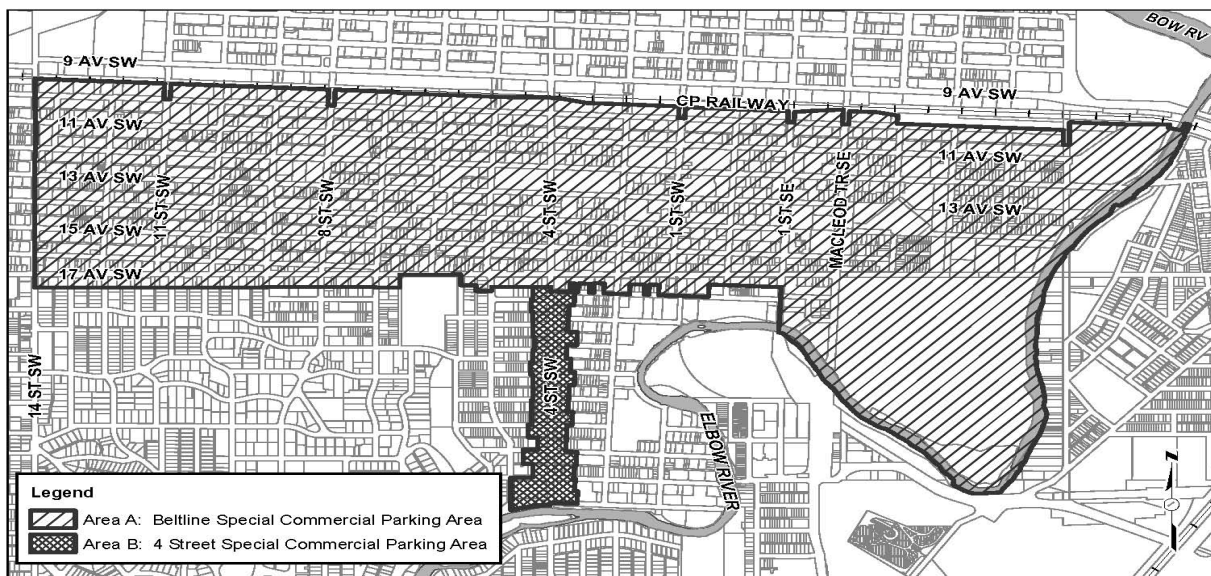 BOW RV
9 AV SW
CP RAILWAY
9 AV SW
11 AV SW
11 AV SW
13 AV SW
13 AV SW
15 AV SW
17 AV SW
11 ST SW
8 ST SW
4 ST SW
1 ST SW
1 ST SE
MACLEOD TR SE
14 ST SW
4 ST SW
ELBOW RIVER
N
Legend
Area A: Beltline Special Commercial Parking Area
Area B: 4 Street Special Commercial Parking Area